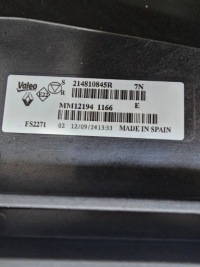 Valeo S 214810845R 7N
R
E
MM12194 1166 E
FS2271 02 12/09/24 13:33 MADE IN SPAIN